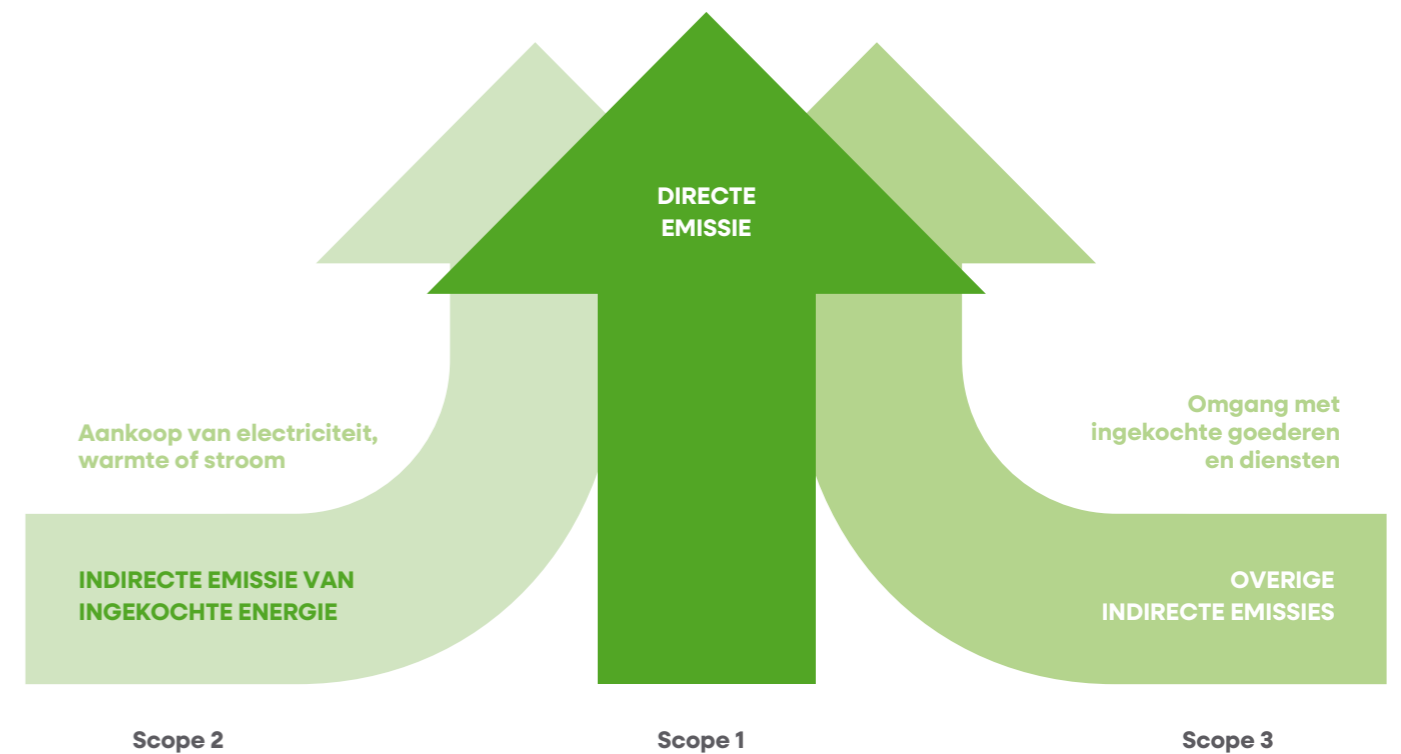 DIRECTE
EMISSIE
Aankoop van electriciteit,
warmte of stroom
INDIRECTE EMISSIE VAN
INGEKOCHTE ENERGIE
Omgang met
ingekochte goederen
en diensten
OVERIGE
INDIRECTE EMISSIES
Scope 2
Scope 1
Scope 3